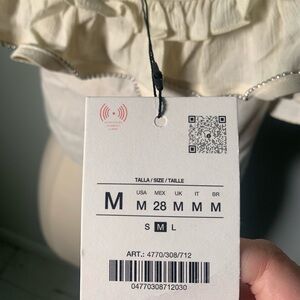 TALLA / SIZE / TAILLE
USA MEX UK IT BR
M M 28 M M M
S M L
ART.: 4770/308/712
04770308712030